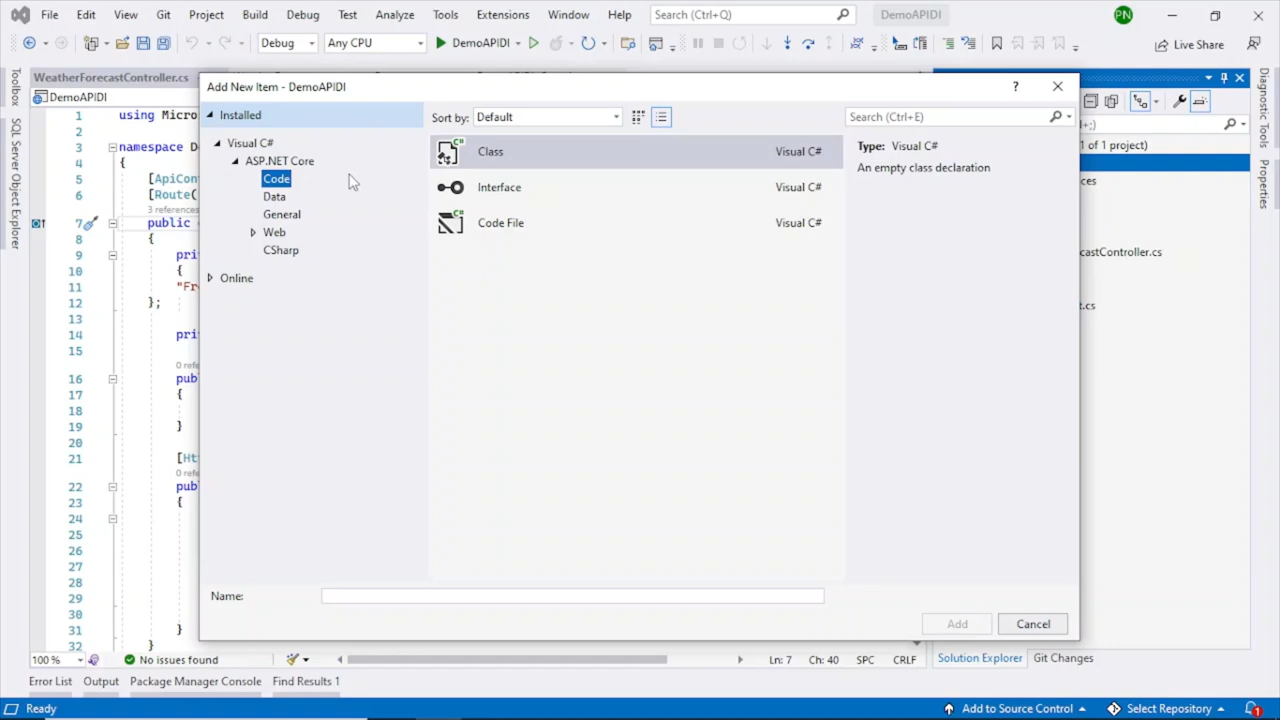 File Edit View Git Project Build Debug Test Analyze Tools Extensions Window Help Search (Ctrl+Q) DemoAPIDI PN
Debug Any CPU DemoAPIDI Live Share
WeatherForecastController.cs
DemoAPIDI
Toolbox
SQL Server Object Explorer
1 using Micro
2
3 namespace D
4 {
5 [ApiCon
6 [Route(
3 references
7 public
8 {
9 pri
10 {
11 "Fr
12 };
13
14 pri
15
0 refe
16 pub
17 {
18
19 }
20
21 [Ht
0 refe
22 pub
23 {
24
25
26
27
28
29
30
31 }
32 }
Add New Item - DemoAPIDI ?
Installed
Visual C#
ASP.NET Core
Code
Data
General
Web
CSharp
Online
Sort by: Default
Class Visual C#
Interface Visual C#
Code File Visual C#
Search (Ctrl+E)
Type: Visual C#
An empty class declaration
Name:
Add Cancel
+;)
1 of 1 project)
ces
castController.cs
t.cs
Diagnostic Tools
Properties
100 % No issues found Ln: 7 Ch: 40 SPC CRLF
Solution Explorer Git Changes
Error List Output Package Manager Console Find Results 1
Ready Add to Source Control Select Repository 1